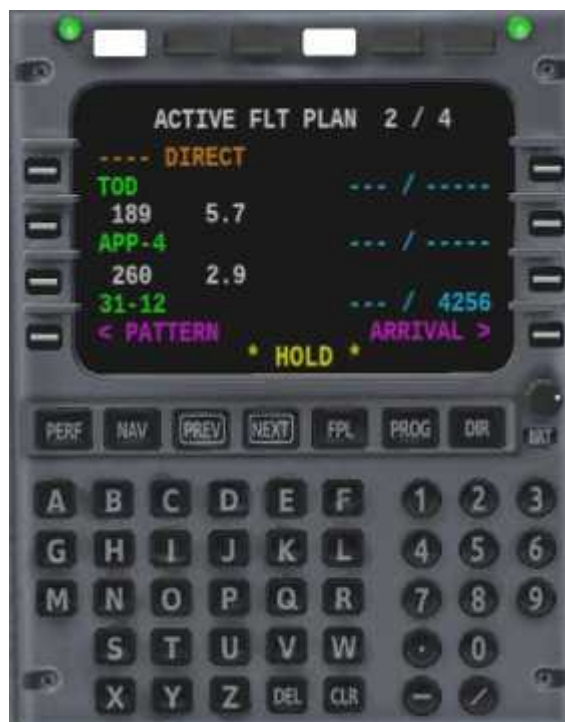 ACTIVE FLT PLAN 2 / 4
---- DIRECT
TOD --- / -----
189 5.7
APP-4 --- / -----
260 2.9
31-12 --- / 4256
< PATTERN ARRIVAL >
* HOLD *
PERF NAV PREV NEXT FPL PROG DIR BRT
A B C D E F 1 2 3
G H I J K L 4 5 6
M N O P Q R 7 8 9
S T U V W · 0
X Y Z DEL CLR − /